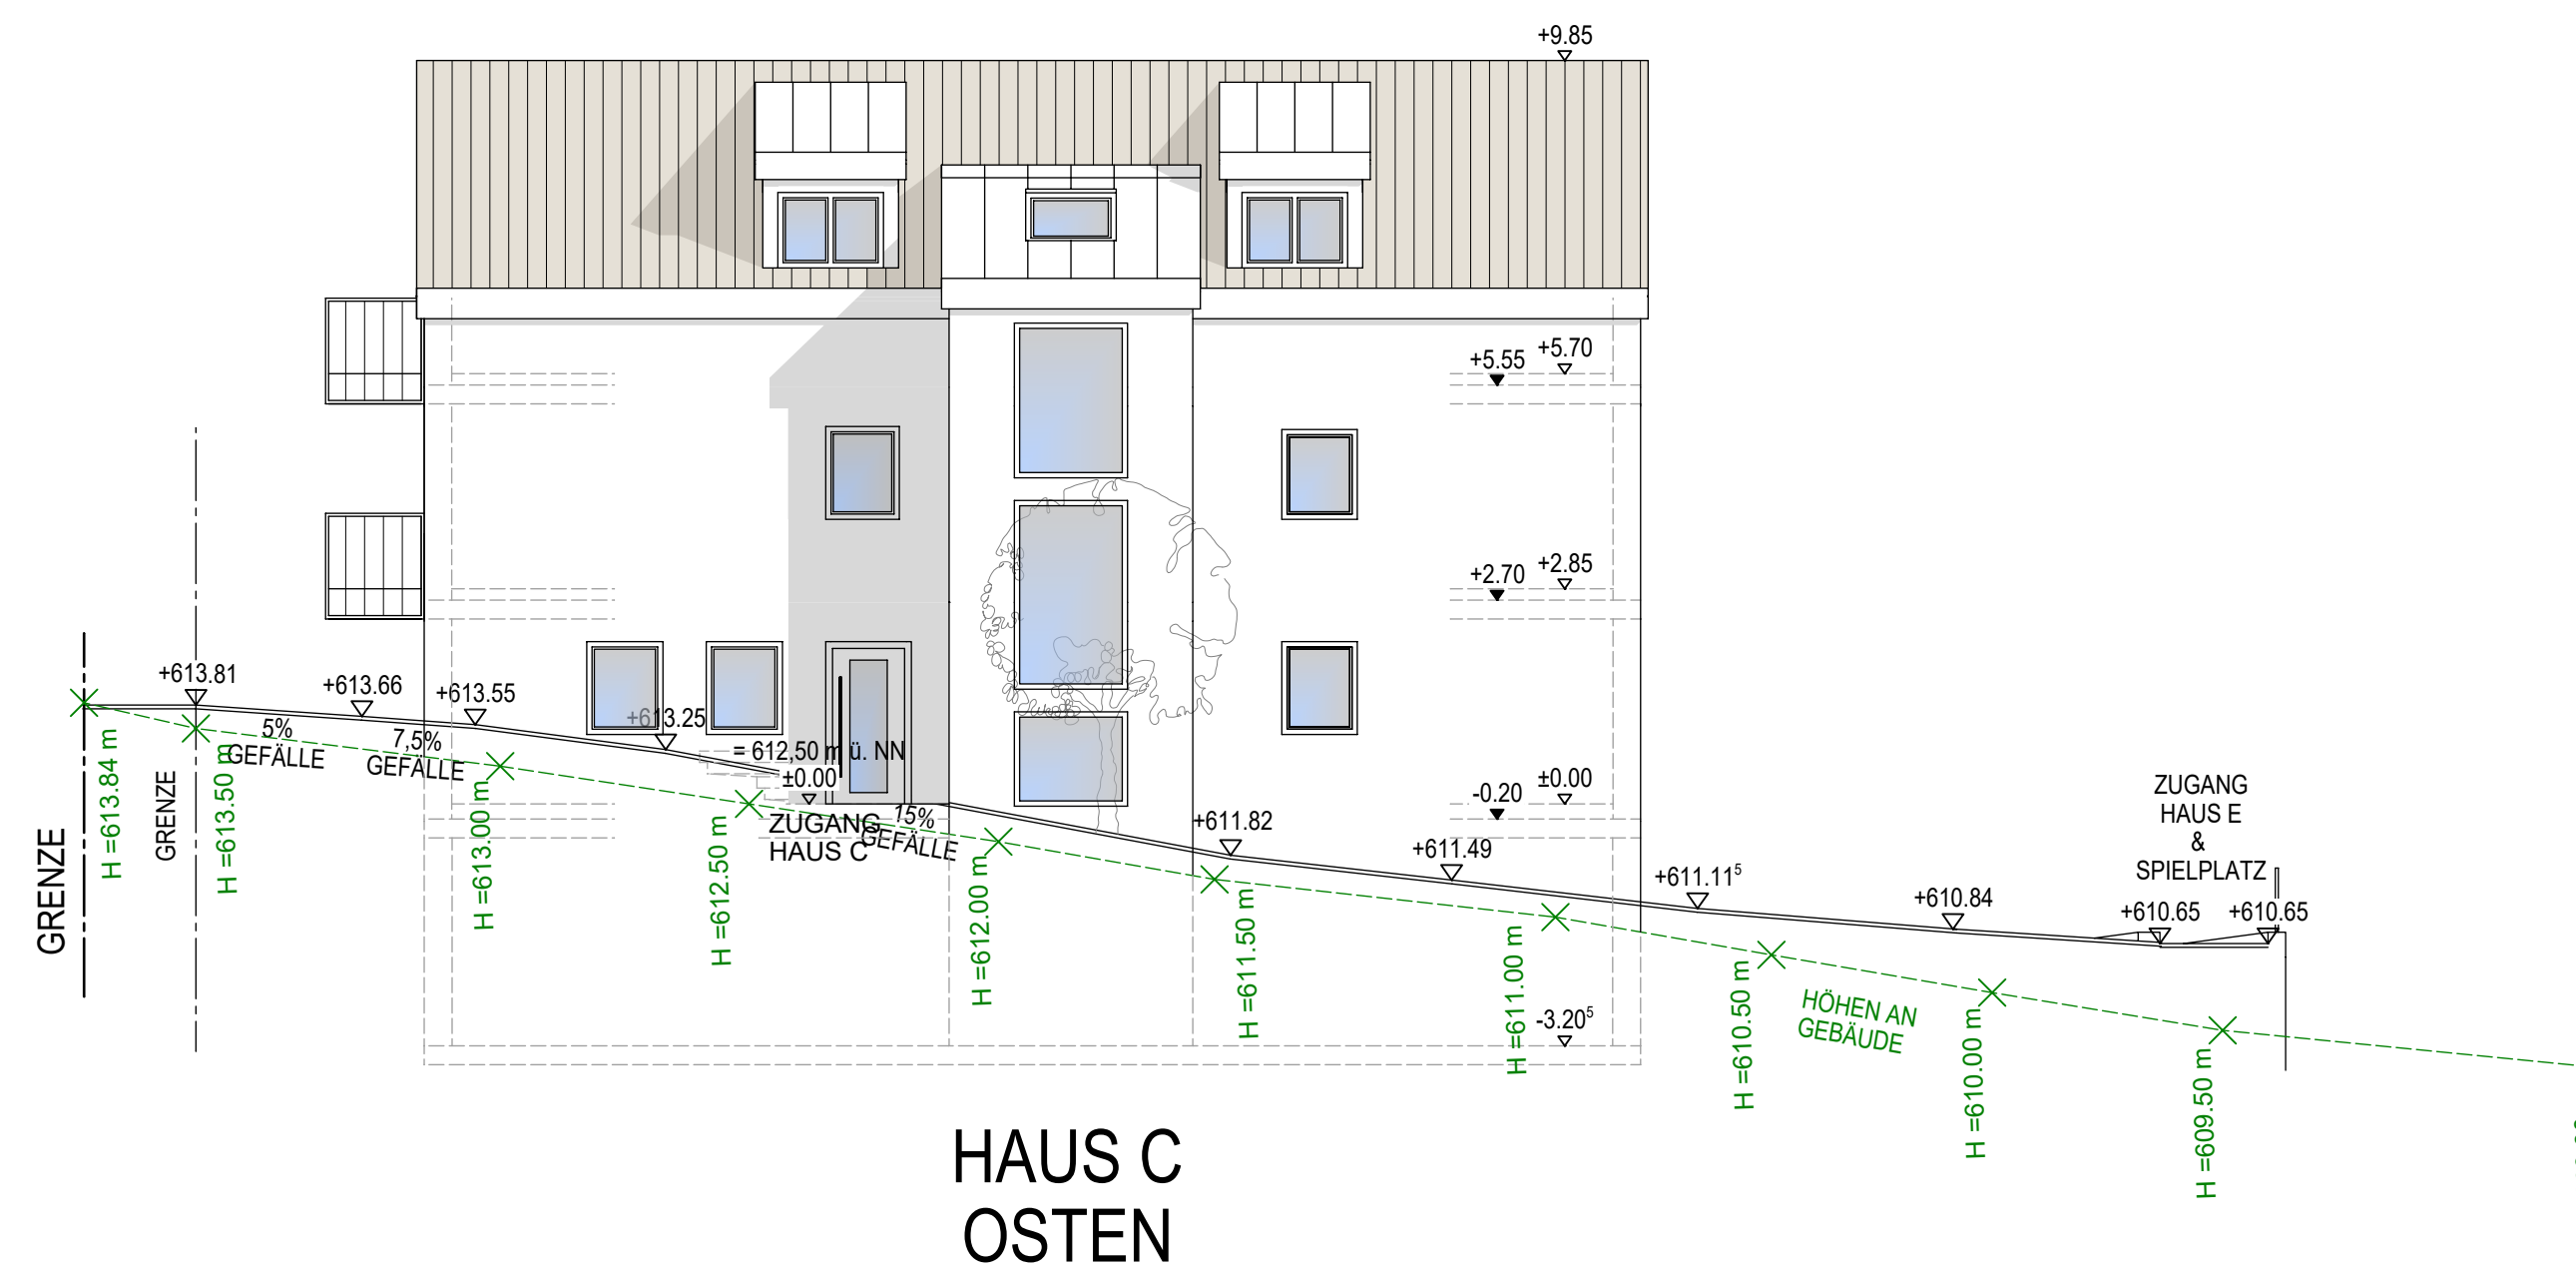 +9.85
+5.55
+5.70
+2.70
+2.85
+613.81
+613.66
+613.55
+613.25
5%
GEFÄLLE
7,5%
GEFÄLLE
= 612,50 m ü. NN
±0.00
ZUGANG
HAUS C
15%
GEFÄLLE
-0.20
±0.00
+611.82
+611.49
+611.11⁵
+610.84
ZUGANG
HAUS E
&
SPIELPLATZ
+610.65
+610.65
-3.20⁵
GRENZE
GRENZE
H =613.84 m
H =613.50 m
H =613.00 m
H =612.50 m
H =612.00 m
H =611.50 m
H =611.00 m
H =610.50 m
HÖHEN AN
GEBÄUDE
H =610.00 m
H =609.50 m
HAUS C
OSTEN